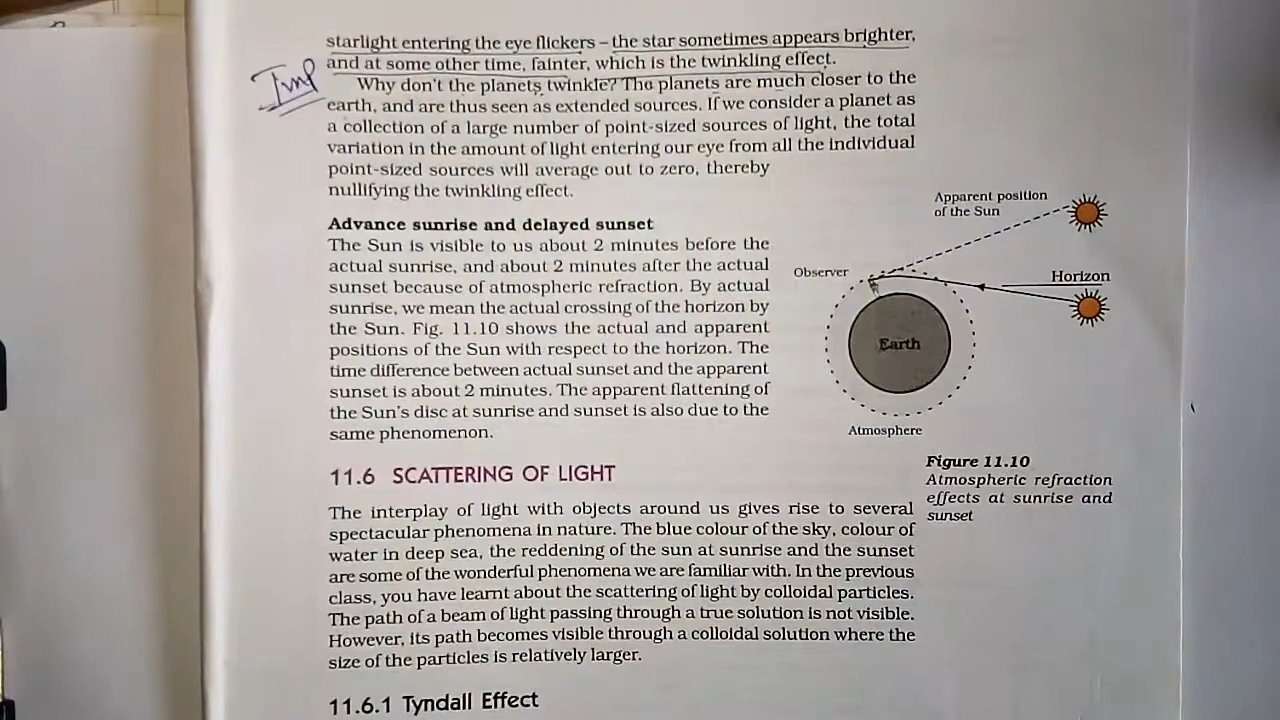 starlight entering the eye flickers – the star sometimes appears brighter,
and at some other time, fainter, which is the twinkling effect.
Imp
Why don't the planets twinkle? The planets are much closer to the
earth, and are thus seen as extended sources. If we consider a planet as
a collection of a large number of point-sized sources of light, the total
variation in the amount of light entering our eye from all the individual
point-sized sources will average out to zero, thereby
nullifying the twinkling effect.
Advance sunrise and delayed sunset
The Sun is visible to us about 2 minutes before the
actual sunrise, and about 2 minutes after the actual
sunset because of atmospheric refraction. By actual
sunrise, we mean the actual crossing of the horizon by
the Sun. Fig. 11.10 shows the actual and apparent
positions of the Sun with respect to the horizon. The
time difference between actual sunset and the apparent
sunset is about 2 minutes. The apparent flattening of
the Sun's disc at sunrise and sunset is also due to the
same phenomenon.
Apparent position
of the Sun
Observer
Horizon
Earth
Atmosphere
Figure 11.10
Atmospheric refraction
effects at sunrise and
sunset
11.6 SCATTERING OF LIGHT
The interplay of light with objects around us gives rise to several
spectacular phenomena in nature. The blue colour of the sky, colour of
water in deep sea, the reddening of the sun at sunrise and the sunset
are some of the wonderful phenomena we are familiar with. In the previous
class, you have learnt about the scattering of light by colloidal particles.
The path of a beam of light passing through a true solution is not visible.
However, its path becomes visible through a colloidal solution where the
size of the particles is relatively larger.
11.6.1 Tyndall Effect